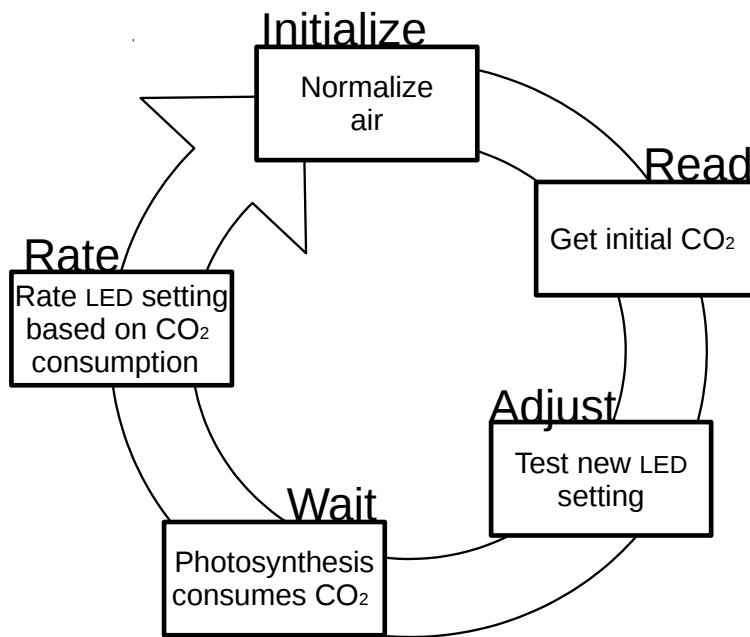 Initialize
Normalize
air
Read
Get initial CO₂
Adjust
Test new LED
setting
Wait
Photosynthesis
consumes CO₂
Rate
Rate LED setting
based on CO₂
consumption